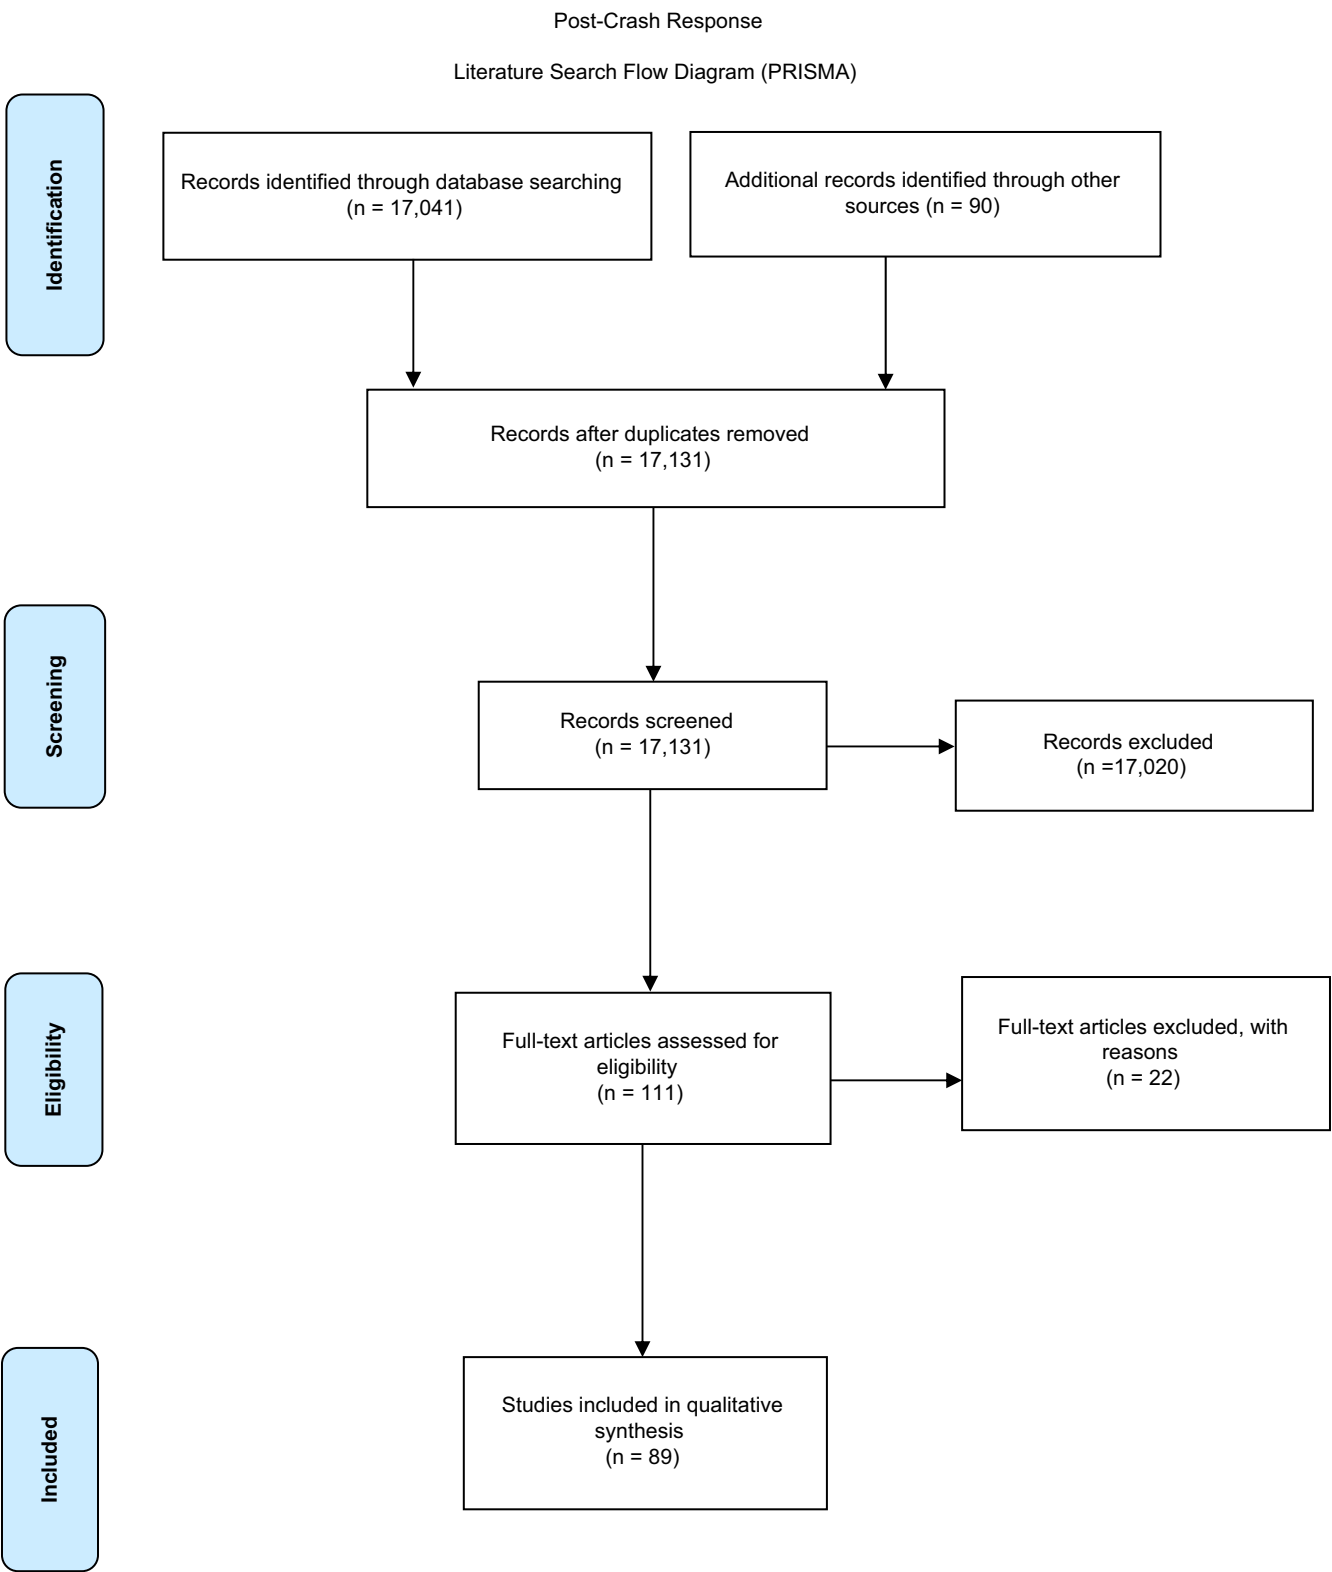 Post-Crash Response
Literature Search Flow Diagram (PRISMA)
Identification
Records identified through database searching
(n = 17,041)
Additional records identified through other
sources (n = 90)
Records after duplicates removed
(n = 17,131)
Screening
Records screened
(n = 17,131)
Records excluded
(n =17,020)
Eligibility
Full-text articles assessed for
eligibility
(n = 111)
Full-text articles excluded, with
reasons
(n = 22)
Included
Studies included in qualitative
synthesis
(n = 89)